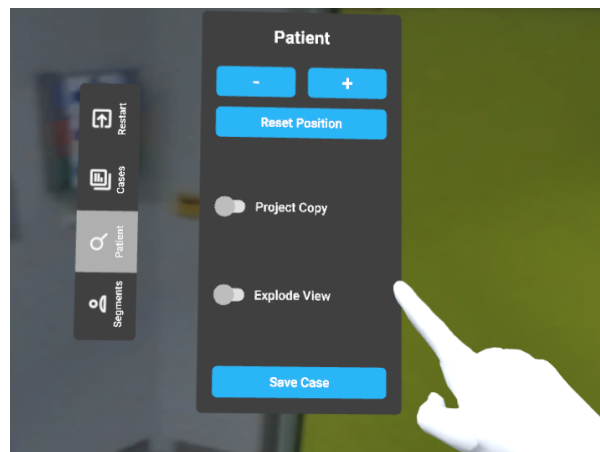 Patient
- +
Reset Position
Project Copy
Explode View
Save Case
Restart
Cases
Patient
Segments